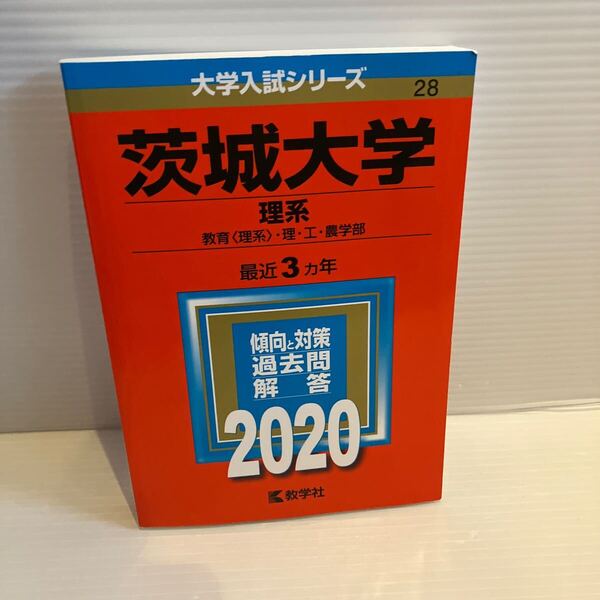 大学入試シリーズ
28
茨城大学
理系
教育〈理系〉・理・工・農学部
最近3カ年
傾向と対策
過去問
解答
2020
教学社